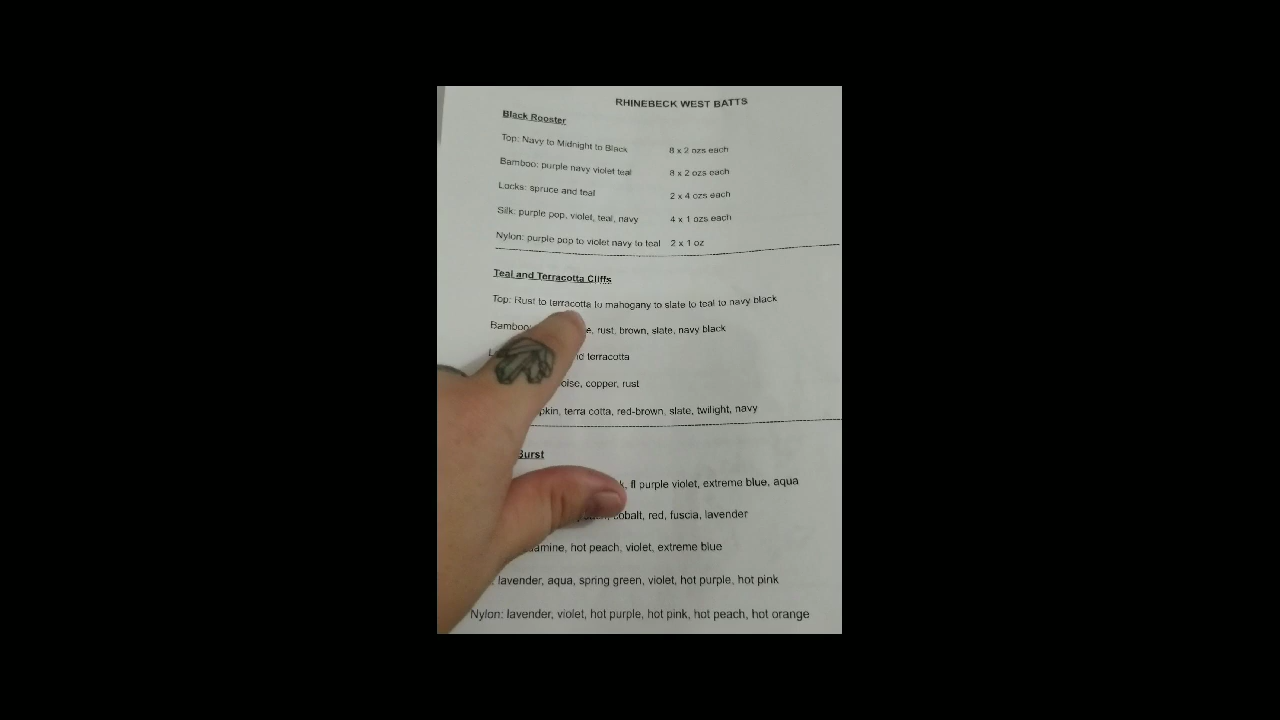 RHINEBECK WEST BATTS
Black Rooster
Top: Navy to Midnight to Black 8 x 2 ozs each
Bamboo: purple navy violet teal 8 x 2 ozs each
Locks: spruce and teal 2 x 4 ozs each
Silk: purple pop, violet, teal, navy 4 x 1 ozs each
Nylon: purple pop to violet navy to teal 2 x 1 oz
Teal and Terracotta Cliffs
Top: Rust to terracotta to mahogany to slate to teal to navy black
Bamboo: rust, brown, slate, navy black
terracotta
copper, rust
terra cotta, red-brown, slate, twilight, navy
Burst
fl purple violet, extreme blue, aqua
cobalt, red, fuscia, lavender
hot peach, violet, extreme blue
lavender, aqua, spring green, violet, hot purple, hot pink
Nylon: lavender, violet, hot purple, hot pink, hot peach, hot orange